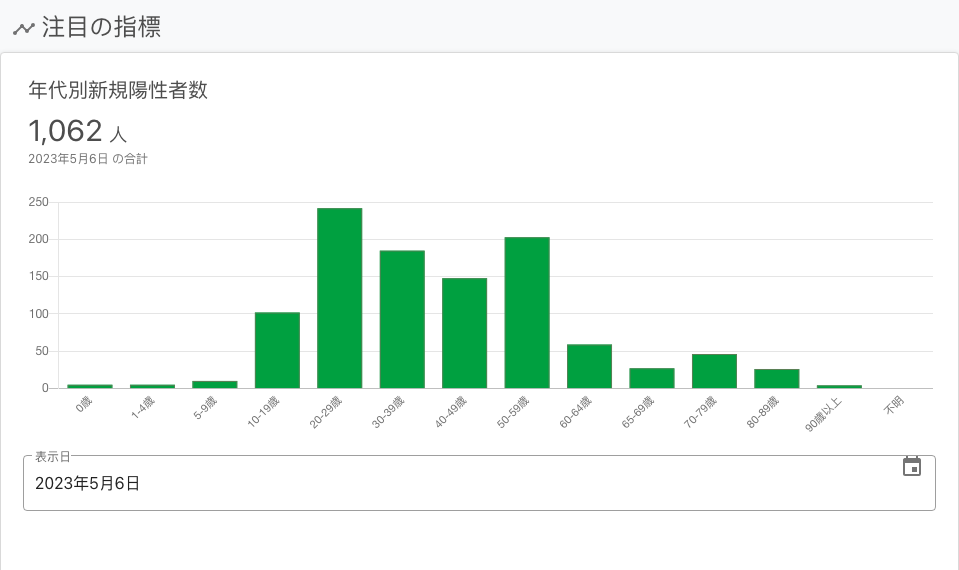 注目の指標
年代別新規陽性者数
1,062 人
2023年5月6日 の合計
250
200
150
100
50
0
0歳
1-4歳
5-9歳
10-19歳
20-29歳
30-39歳
40-49歳
50-59歳
60-64歳
65-69歳
70-79歳
80-89歳
90歳以上
不明
表示日
2023年5月6日